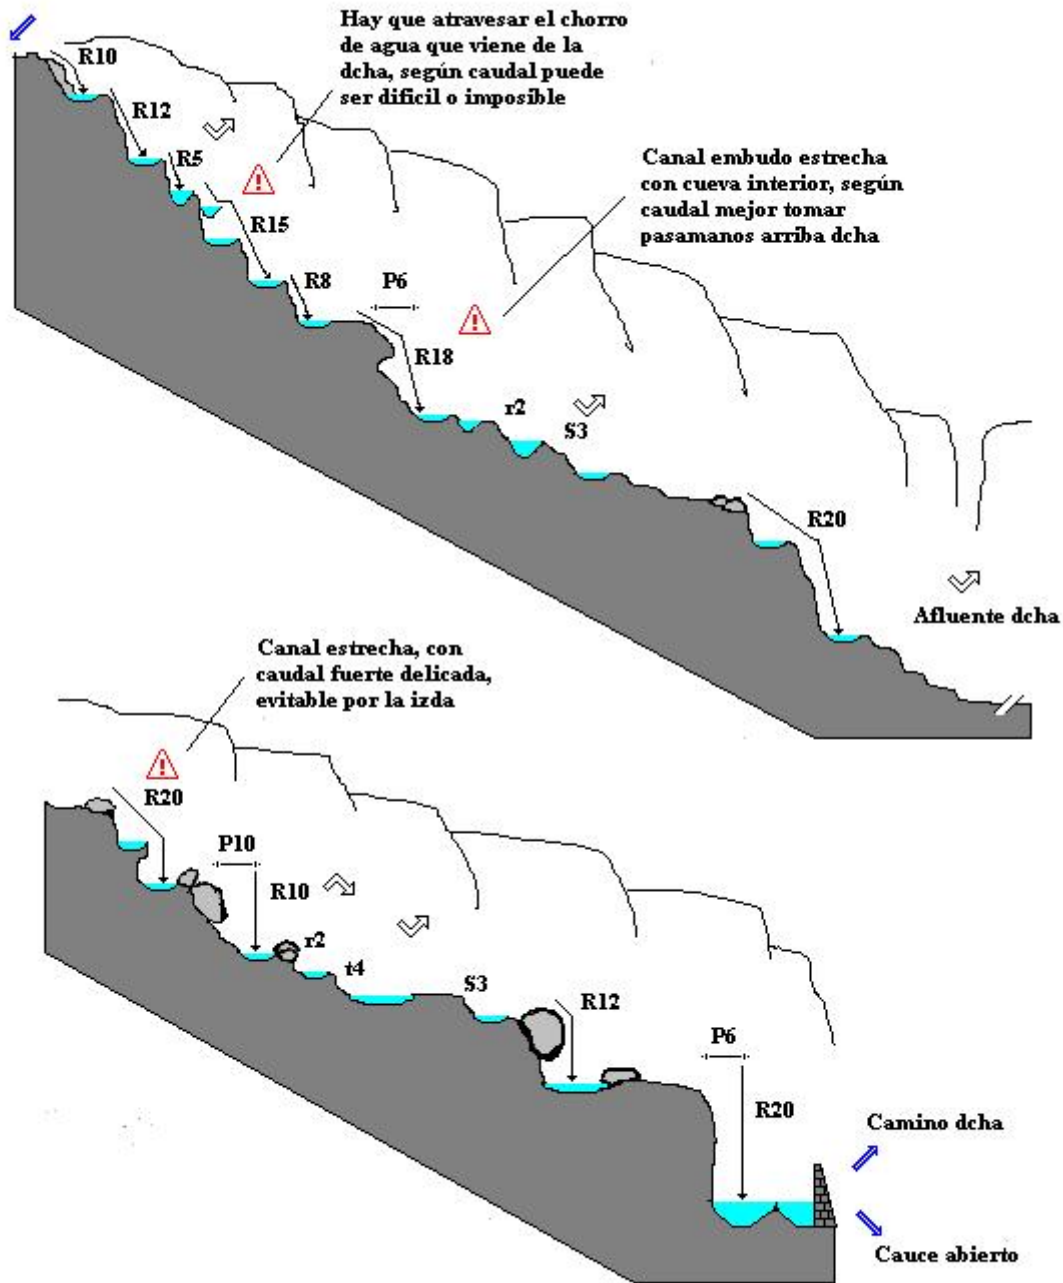 Hay que atravesar el chorro
de agua que viene de la
dcha, según caudal puede
ser dificil o imposible
R10
R12
R5
R15
R8
P6
R18
Canal embudo estrecha
con cueva interior, según
caudal mejor tomar
pasamanos arriba dcha
r2
S3
R20
Afluente dcha
Canal estrecha, con
caudal fuerte delicada,
evitable por la izda
R20
P10
R10
r2
t4
S3
R12
P6
R20
Camino dcha
Cauce abierto